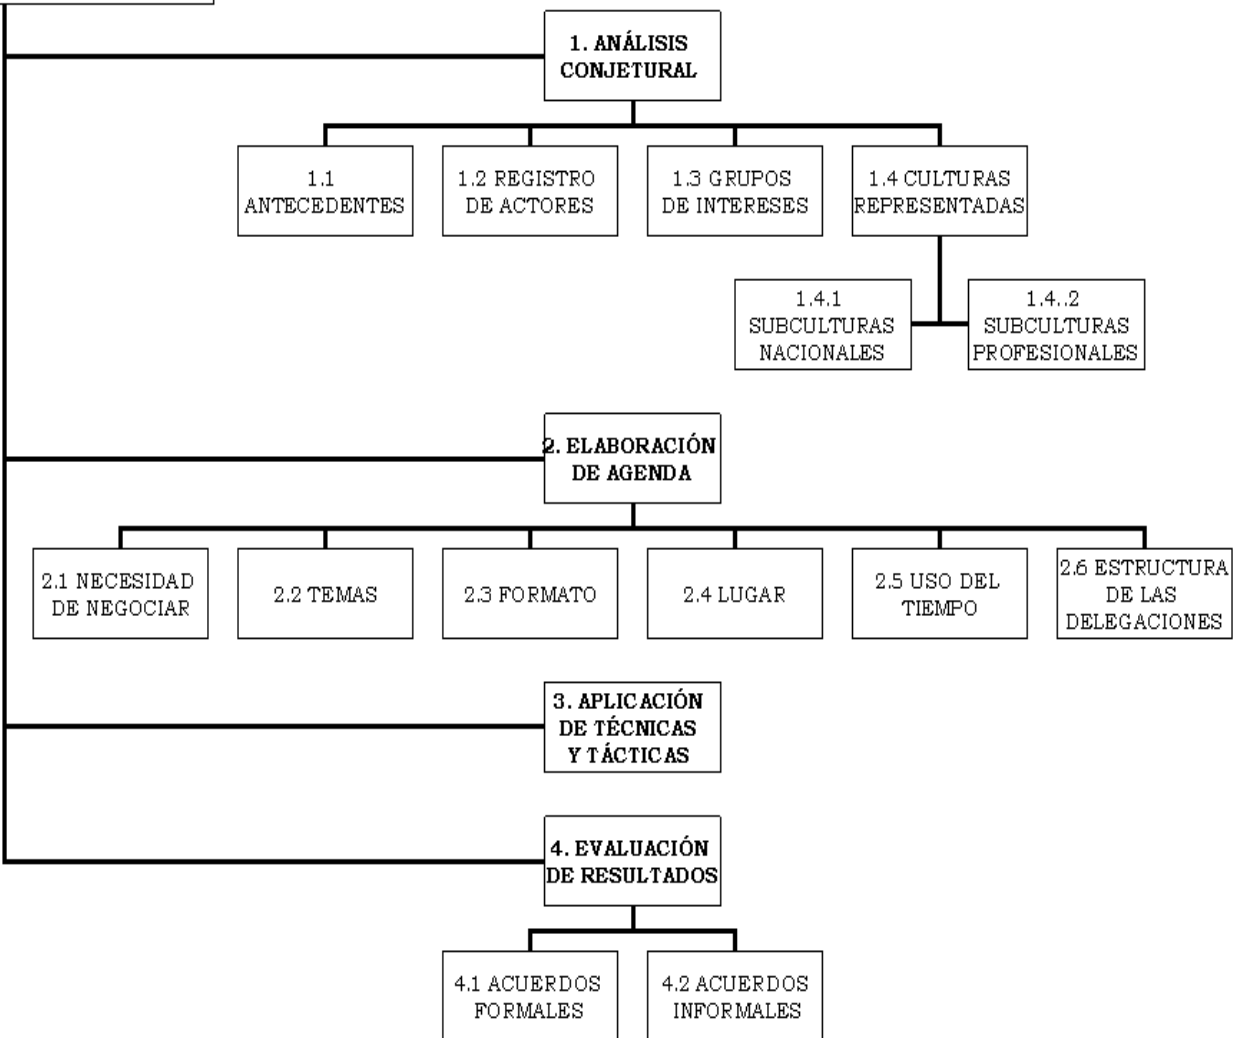 1. ANÁLISIS
CONJETURAL
1.1
ANTECEDENTES
1.2 REGISTRO
DE ACTORES
1.3 GRUPOS
DE INTERESES
1.4 CULTURAS
REPRESENTADAS
1.4.1
SUBCULTURAS
NACIONALES
1.4..2
SUBCULTURAS
PROFESIONALES
2. ELABORACIÓN
DE AGENDA
2.1 NECESIDAD
DE NEGOCIAR
2.2 TEMAS
2.3 FORMATO
2.4 LUGAR
2.5 USO DEL
TIEMPO
2.6 ESTRUCTURA
DE LAS
DELEGACIONES
3. APLICACIÓN
DE TÉCNICAS
Y TÁCTICAS
4. EVALUACIÓN
DE RESULTADOS
4.1 ACUERDOS
FORMALES
4.2 ACUERDOS
INFORMALES